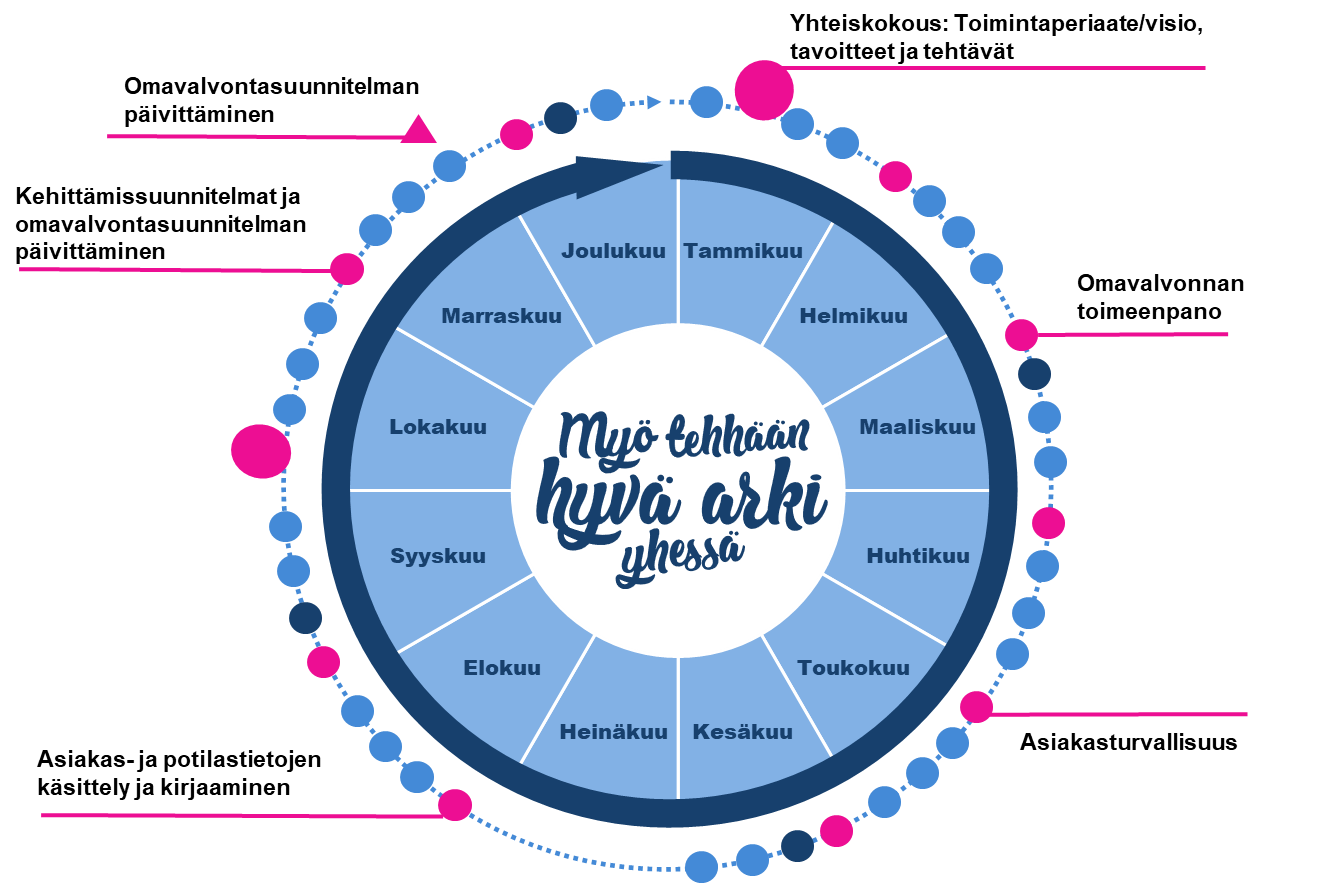 Yhteiskokous: Toimintaperiaate/visio,
tavoitteet ja tehtävät
Omavalvontasuunnitelman
päivittäminen
Kehittämissuunnitelmat ja
omavalvontasuunnitelman
päivittäminen
Omavalvonnan
toimeenpano
Joulukuu
Tammikuu
Marraskuu
Helmikuu
Lokakuu
Maaliskuu
Myö tehhään
hyvä arki
yhessä
Syyskuu
Huhtikuu
Elokuu
Toukokuu
Heinäkuu
Kesäkuu
Asiakasturvallisuus
Asiakas- ja potilastietojen
käsittely ja kirjaaminen